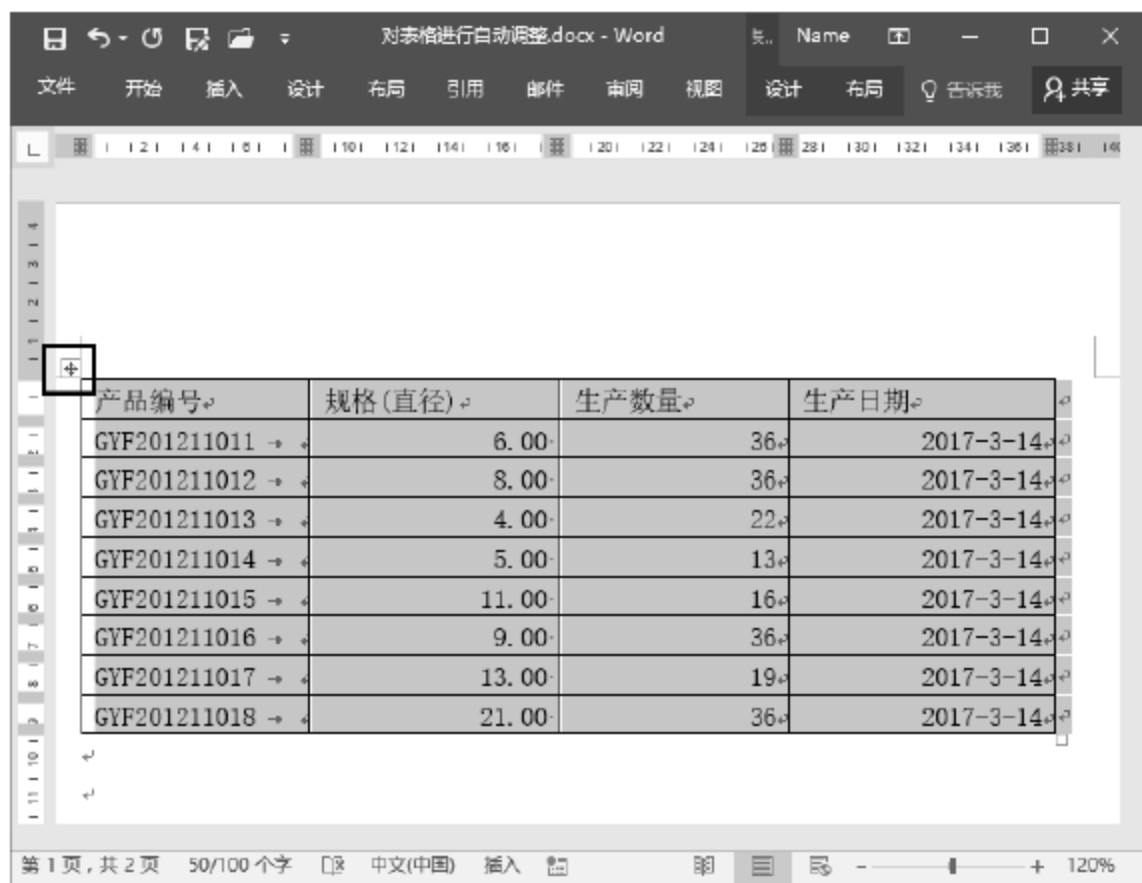 对表格进行自动调整.docx - Word Name
文件 开始 插入 设计 布局 引用 邮件 审阅 视图 设计 布局 告诉我 共享
产品编号 规格(直径) 生产数量 生产日期
GYF201211011 6.00 36 2017-3-14
GYF201211012 8.00 36 2017-3-14
GYF201211013 4.00 22 2017-3-14
GYF201211014 5.00 13 2017-3-14
GYF201211015 11.00 16 2017-3-14
GYF201211016 9.00 36 2017-3-14
GYF201211017 13.00 19 2017-3-14
GYF201211018 21.00 36 2017-3-14
第1页,共2页 50/100个字 中文(中国) 插入 120%